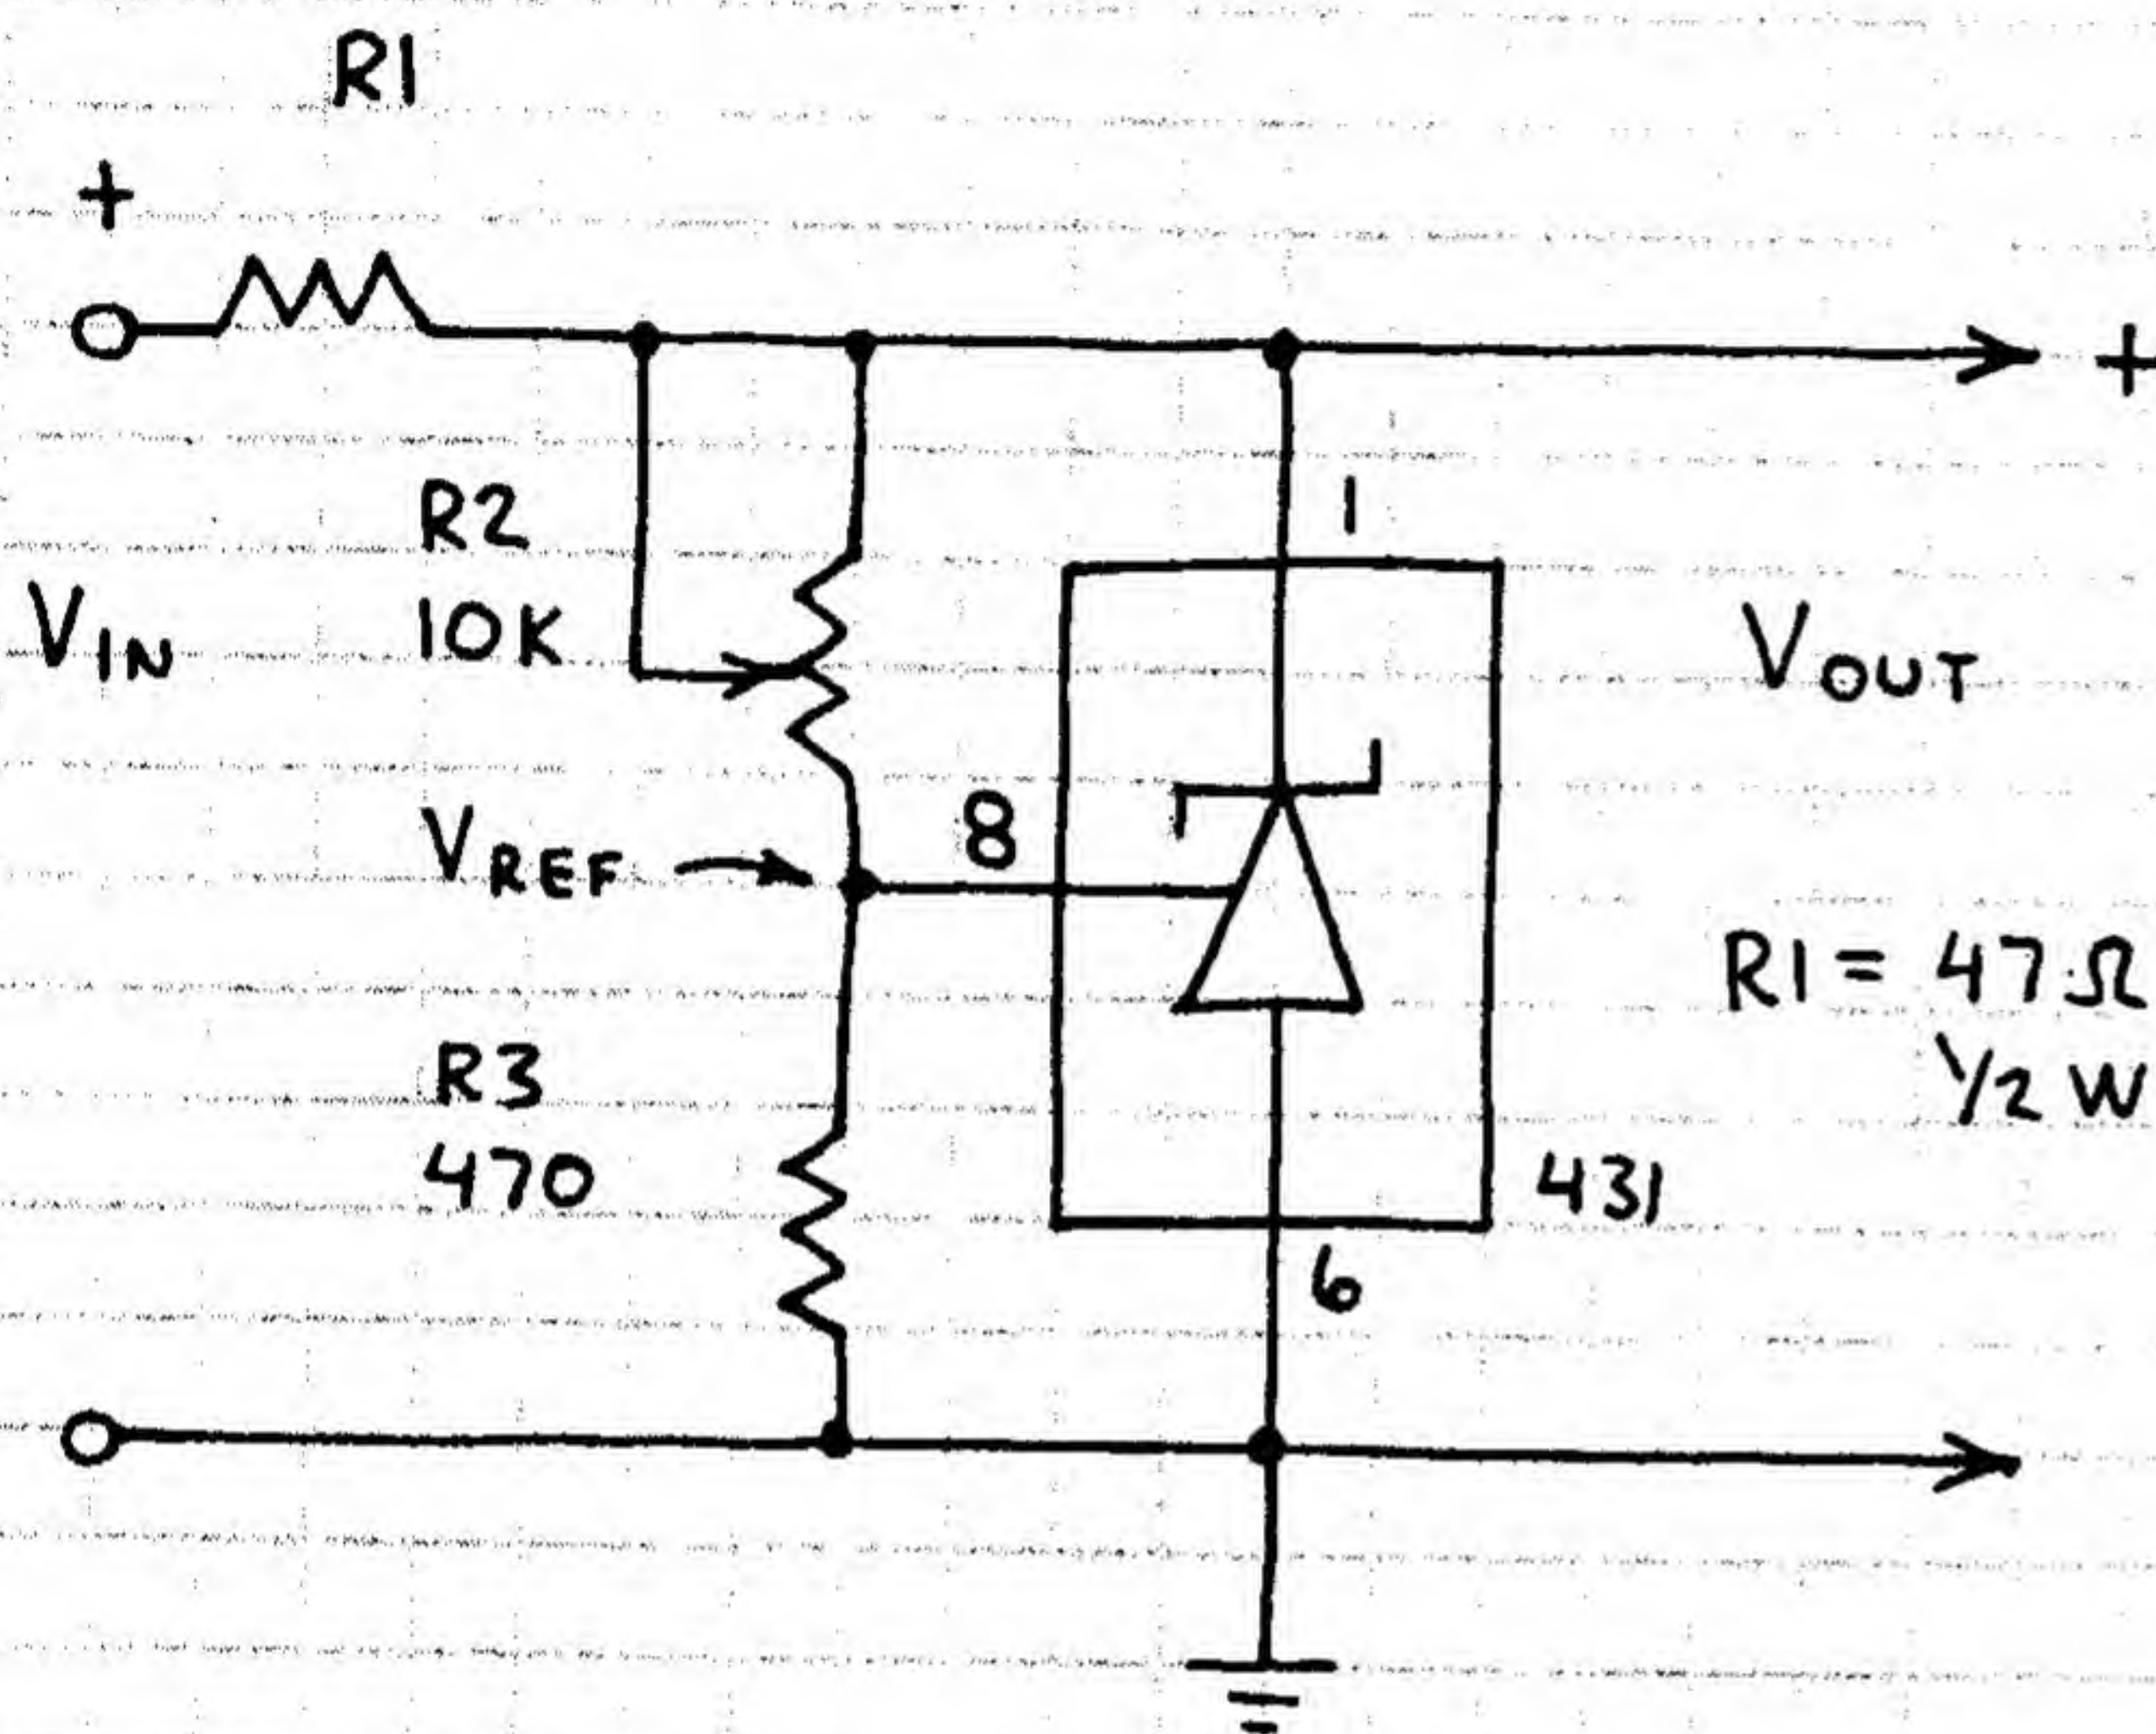 R1
+
+
1
R2
10K
VIN
VOUT
VREF
8
R1 = 47Ω
1/2 W
R3
470
431
6